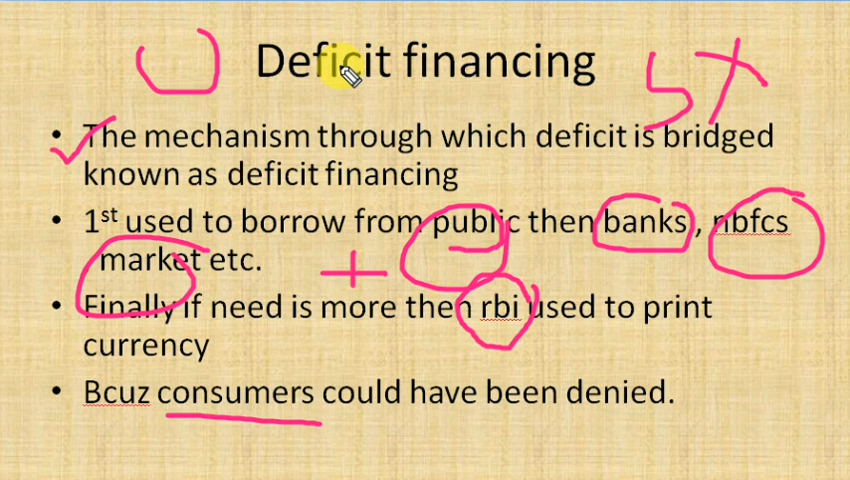 Deficit financing
5
• The mechanism through which deficit is bridged
known as deficit financing
• 1st used to borrow from public then banks , nbfcs
market etc.
• Finally if need is more then rbi used to print
currency
• Bcuz consumers could have been denied.